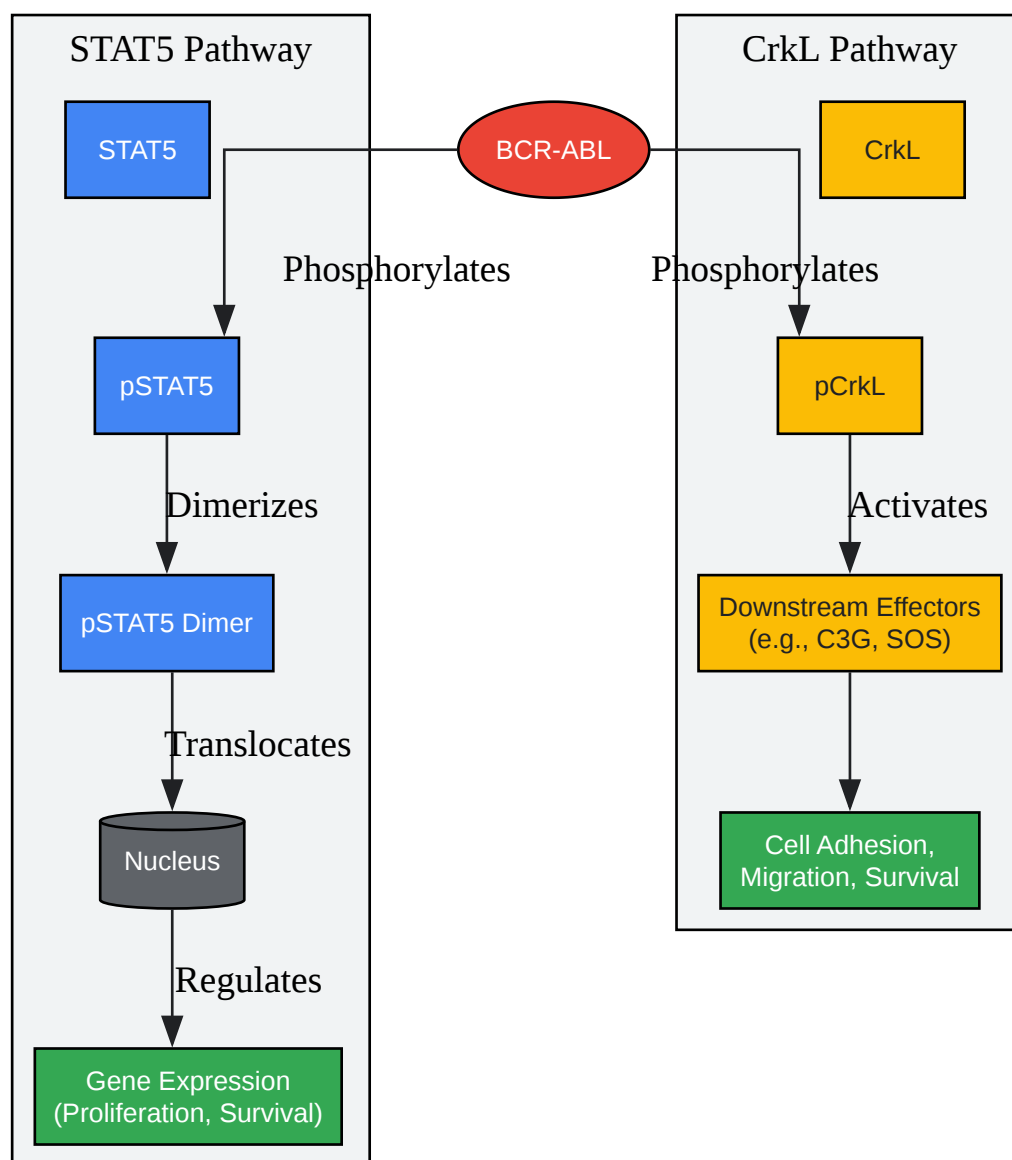 STAT5 Pathway
CrkL Pathway
STAT5
BCR-ABL
CrkL
Phosphorylates
Phosphorylates
pSTAT5
pCrkL
Dimerizes
Activates
pSTAT5 Dimer
Downstream Effectors
(e.g., C3G, SOS)
Translocates
Nucleus
Cell Adhesion,
Migration, Survival
Regulates
Gene Expression
(Proliferation, Survival)